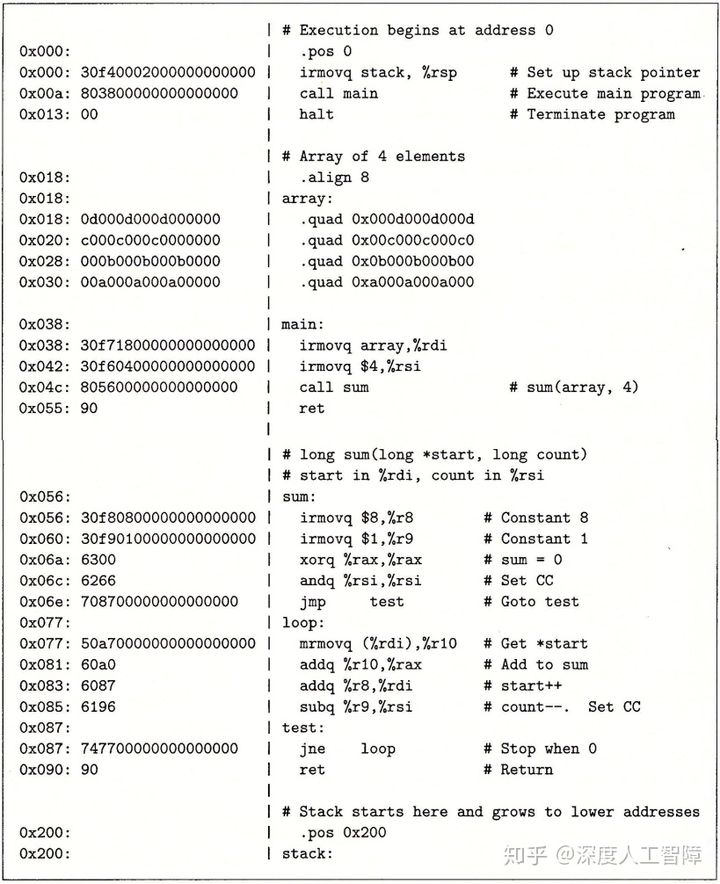 | # Execution begins at address 0
0x000: | .pos 0
0x000: 30f40002000000000000 | irmovq stack, %rsp # Set up stack pointer
0x00a: 803800000000000000 | call main # Execute main program
0x013: 00 | halt # Terminate program
|
| # Array of 4 elements
0x018: | .align 8
0x018: | array:
0x018: 0d000d000d000000 | .quad 0x000d000d000d
0x020: c000c000c0000000 | .quad 0x00c000c000c0
0x028: 000b000b000b0000 | .quad 0x0b000b000b00
0x030: 00a000a000a00000 | .quad 0xa000a000a000
|
0x038: | main:
0x038: 30f71800000000000000 | irmovq array,%rdi
0x042: 30f60400000000000000 | irmovq $4,%rsi
0x04c: 805600000000000000 | call sum # sum(array, 4)
0x055: 90 | ret
|
| # long sum(long *start, long count)
| # start in %rdi, count in %rsi
0x056: | sum:
0x056: 30f80800000000000000 | irmovq $8,%r8 # Constant 8
0x060: 30f90100000000000000 | irmovq $1,%r9 # Constant 1
0x06a: 6300 | xorq %rax,%rax # sum = 0
0x06c: 6266 | andq %rsi,%rsi # Set CC
0x06e: 708700000000000000 | jmp test # Goto test
0x077: | loop:
0x077: 50a70000000000000000 | mrmovq (%rdi),%r10 # Get *start
0x081: 60a0 | addq %r10,%rax # Add to sum
0x083: 6087 | addq %r8,%rdi # start++
0x085: 6196 | subq %r9,%rsi # count--. Set CC
0x087: | test:
0x087: 747700000000000000 | jne loop # Stop when 0
0x090: 90 | ret # Return
|
| # Stack starts here and grows to lower addresses
0x200: | .pos 0x200
0x200: | stack:
知乎 @深度人工智障